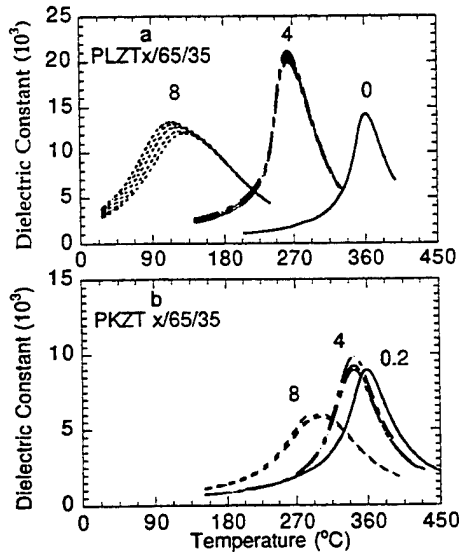 a
PLZTx/65/35
8
4
0
Dielectric Constant (10³)
25
20
15
10
5
0
0 90 180 270 360 450
b
PKZT x/65/35
8
4
0.2
Dielectric Constant (10³)
15
10
5
0
0 90 180 270 360 450
Temperature (ºC)